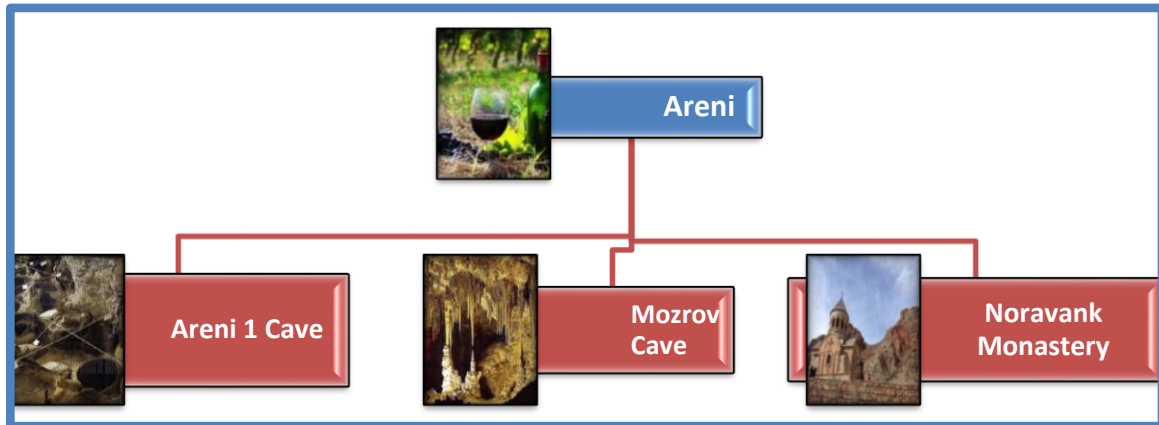 Areni
Areni 1 Cave
Mozrov
Cave
Noravank
Monastery